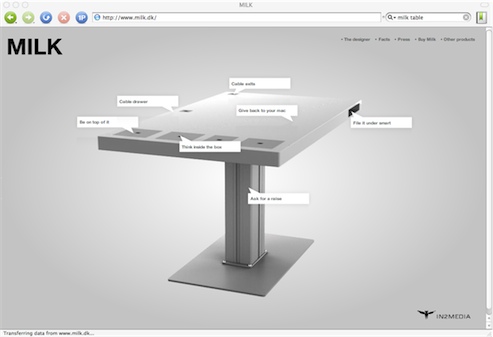 MILK
http://www.milk.dk/
milk table
MILK
• The designer • Facts • Press • Buy Milk • Other products
Cable walls
Cable drawer
Give back to your mac
Be on top of it
File it under smart
Think inside the box
Ask for a raise
IN2MEDIA
Transferring data from www.milk.dk...